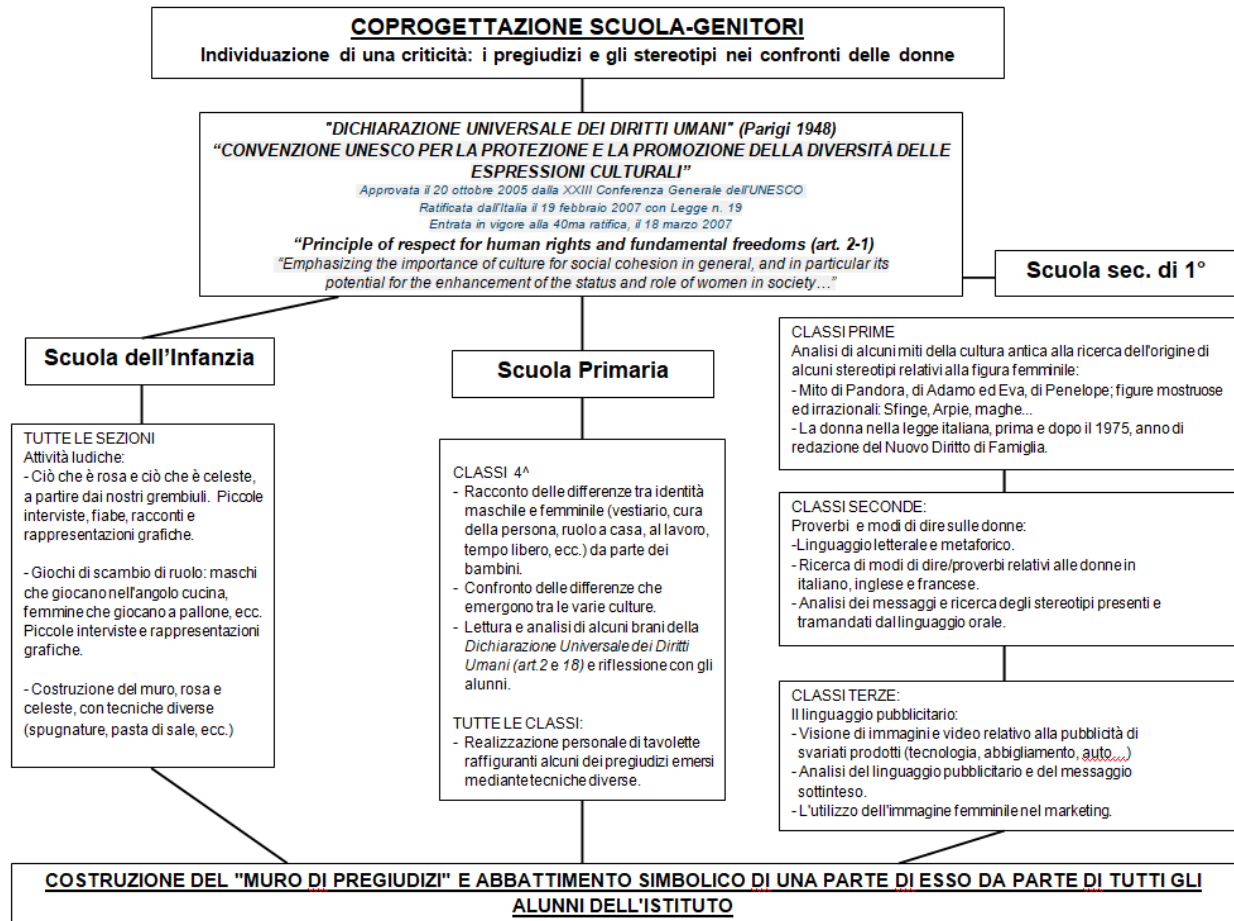 COPROGETTAZIONE SCUOLA-GENITORI
Individuazione di una criticità: i pregiudizi e gli stereotipi nei confronti delle donne
"DICHIARAZIONE UNIVERSALE DEI DIRITTI UMANI" (Parigi 1948)
“CONVENZIONE UNESCO PER LA PROTEZIONE E LA PROMOZIONE DELLA DIVERSITÀ DELLE
ESPRESSIONI CULTURALI”
Approvata il 20 ottobre 2005 dalla XXIII Conferenza Generale dell'UNESCO
Ratificata dall'Italia il 19 febbraio 2007 con Legge n. 19
Entrata in vigore alla 40ma ratifica, il 18 marzo 2007
“Principle of respect for human rights and fundamental freedoms (art. 2-1)
“Emphasizing the importance of culture for social cohesion in general, and in particular its
potential for the enhancement of the status and role of women in society…”
Scuola dell’Infanzia
TUTTE LE SEZIONI
Attività ludiche:
- Ciò che è rosa e ciò che è celeste,
a partire dai nostri grembiuli. Piccole
interviste, fiabe, racconti e
rappresentazioni grafiche.
- Giochi di scambio di ruolo: maschi
che giocano nell'angolo cucina,
femmine che giocano a pallone, ecc.
Piccole interviste e rappresentazioni
grafiche.
- Costruzione del muro, rosa e
celeste, con tecniche diverse
(spugnature, pasta di sale, ecc.)
Scuola Primaria
CLASSI 4^
- Racconto delle differenze tra identità
maschile e femminile (vestiario, cura
della persona, ruolo a casa, al lavoro,
tempo libero, ecc.) da parte dei
bambini.
- Confronto delle differenze che
emergono tra le varie culture.
- Lettura e analisi di alcuni brani della
Dichiarazione Universale dei Diritti
Umani (art.2 e 18) e riflessione con gli
alunni.
TUTTE LE CLASSI:
- Realizzazione personale di tavolette
raffiguranti alcuni dei pregiudizi emersi
mediante tecniche diverse.
Scuola sec. di 1°
CLASSI PRIME
Analisi di alcuni miti della cultura antica alla ricerca dell'origine di
alcuni stereotipi relativi alla figura femminile:
- Mito di Pandora, di Adamo ed Eva, di Penelope; figure mostruose
ed irrazionali: Sfinge, Arpie, maghe...
- La donna nella legge italiana, prima e dopo il 1975, anno di
redazione del Nuovo Diritto di Famiglia.
CLASSI SECONDE:
Proverbi e modi di dire sulle donne:
-Linguaggio letterale e metaforico.
- Ricerca di modi di dire/proverbi relativi alle donne in
italiano, inglese e francese.
- Analisi dei messaggi e ricerca degli stereotipi presenti e
tramandati dal linguaggio orale.
CLASSI TERZE:
Il linguaggio pubblicitario:
- Visione di immagini e video relativo alla pubblicità di
svariati prodotti (tecnologia, abbigliamento, auto…)
- Analisi del linguaggio pubblicitario e del messaggio
sottinteso.
- L'utilizzo dell'immagine femminile nel marketing.
COSTRUZIONE DEL "MURO DI PREGIUDIZI" E ABBATTIMENTO SIMBOLICO DI UNA PARTE DI ESSO DA PARTE DI TUTTI GLI
ALUNNI DELL'ISTITUTO